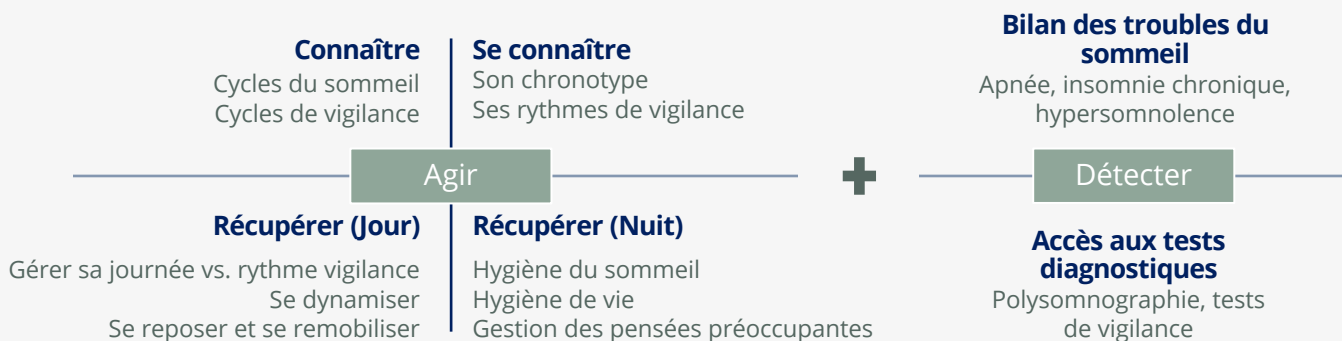 Connaître
Cycles du sommeil
Cycles de vigilance
Se connaître
Son chronotype
Ses rythmes de vigilance
Agir
Récupérer (Jour)
Gérer sa journée vs. rythme vigilance
Se dynamiser
Se reposer et se remobiliser
Récupérer (Nuit)
Hygiène du sommeil
Hygiène de vie
Gestion des pensées préoccupantes
+
Bilan des troubles du
sommeil
Apnée, insomnie chronique,
hypersomnolence
Détecter
Accès aux tests
diagnostiques
Polysomnographie, tests
de vigilance